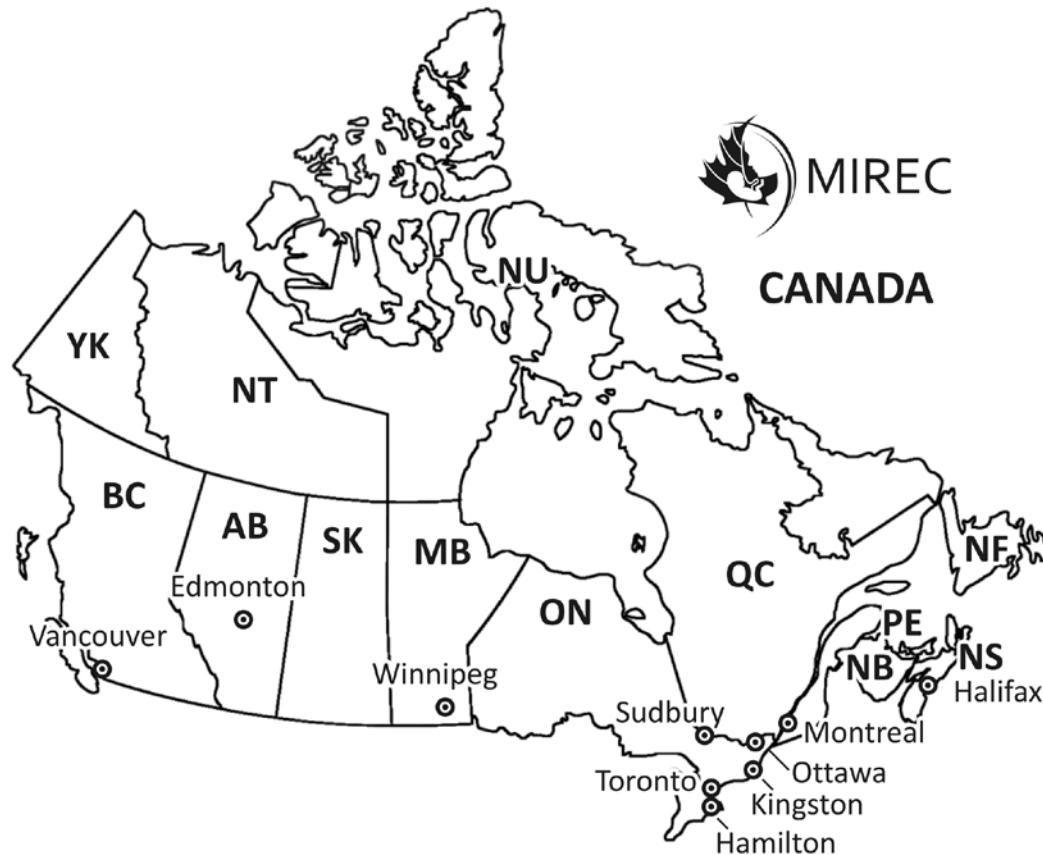 MIREC
CANADA
NU
YK
NT
BC
AB
SK
MB
QC
NF
ON
PE
NB
NS
Edmonton
Vancouver
Winnipeg
Halifax
Sudbury
Montreal
Ottawa
Toronto
Kingston
Hamilton